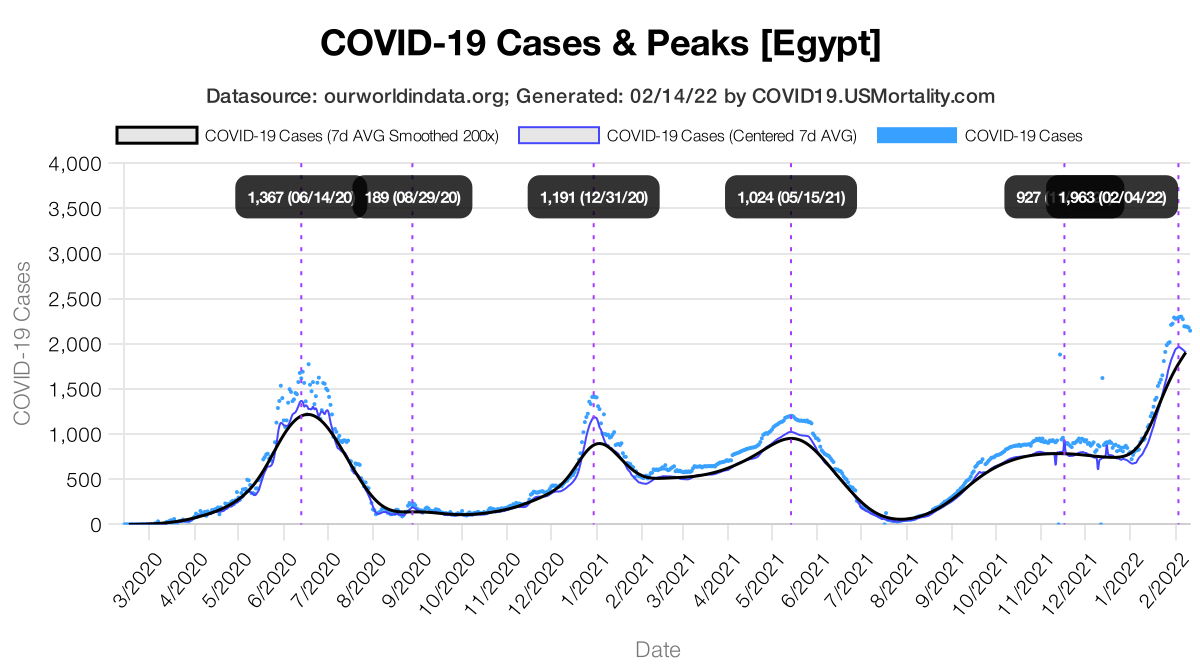 COVID-19 Cases & Peaks [Egypt]
Datasource: ourworldindata.org; Generated: 02/14/22 by COVID19.USMortality.com
COVID-19 Cases (7d AVG Smoothed 200x) COVID-19 Cases (Centered 7d AVG) COVID-19 Cases
4,000
3,500
3,000
2,500
2,000
1,500
1,000
500
0
1,367 (06/14/20) 189 (08/29/20) 1,191 (12/31/20) 1,024 (05/15/21) 927 1,963 (02/04/22)
COVID-19 Cases
3/2020 4/2020 5/2020 6/2020 7/2020 8/2020 9/2020 10/2020 11/2020 12/2020 1/2021 2/2021 3/2021 4/2021 5/2021 6/2021 7/2021 8/2021 9/2021 10/2021 11/2021 12/2021 1/2022 2/2022
Date